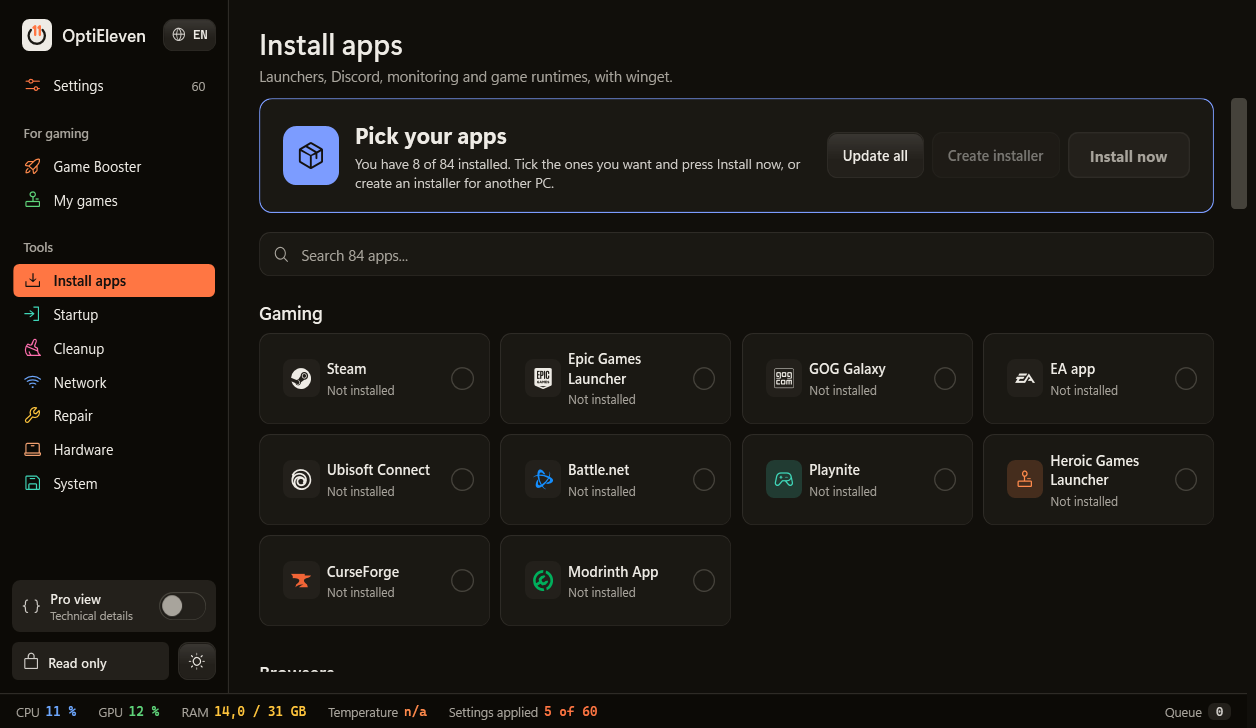 OptiEleven
EN
Settings
60
For gaming
Game Booster
My games
Tools
Install apps
Startup
Cleanup
Network
Repair
Hardware
System
Pro view
Technical details
Read only
Install apps
Launchers, Discord, monitoring and game runtimes, with winget.
Pick your apps
You have 8 of 84 installed. Tick the ones you want and press Install now, or
create an installer for another PC.
Update all
Create installer
Install now
Search 84 apps...
Gaming
Steam
Not installed
EPIC
GAMES
Epic Games
Launcher
Not installed
gog
com
GOG Galaxy
Not installed
EA
EA app
Not installed
Ubisoft Connect
Not installed
Battle.net
Not installed
Playnite
Not installed
Heroic Games
Launcher
Not installed
CurseForge
Not installed
Modrinth App
Not installed
Browsers
CPU 11 %
GPU 12 %
RAM 14,0 / 31 GB
Temperature n/a
Settings applied 5 of 60
Queue 0